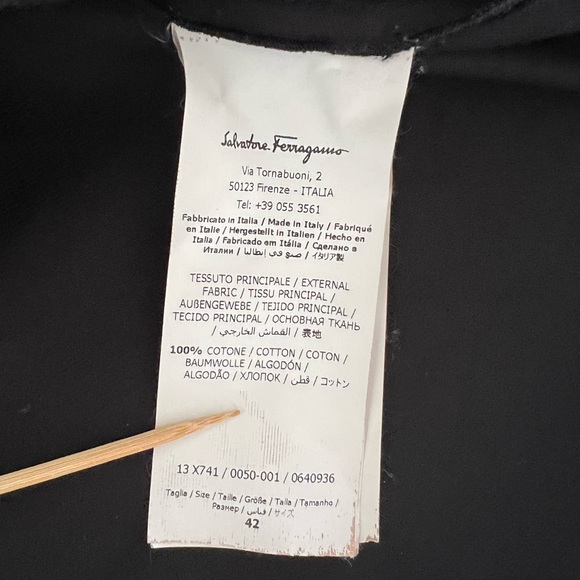 Salvatore Ferragamo
Via Tornabuoni, 2
50123 Firenze - ITALIA
Tel: +39 055 3561
Fabbricato in Italia / Made in Italy / Fabriqué
en Italie / Hergestellt in Italien / Hecho en
Italia / Fabricado em Itália / Сделано в
Италии / صنع في إيطاليا / イタリア製
TESSUTO PRINCIPALE / EXTERNAL
FABRIC / TISSU PRINCIPAL /
AUßENGEWEBE / TEJIDO PRINCIPAL /
TECIDO PRINCIPAL / ОСНОВНАЯ ТКАНЬ
/ القماش الخارجي / 表地
100% COTONE / COTTON / COTON /
BAUMWOLLE / ALGODÓN /
ALGODÃO / ХЛОПОК / قطن / コットン
13 X741 / 0050-001 / 0640936
Taglia / Size / Taille / Größe / Talla / Tamanho /
Размер / قياس / サイズ
42